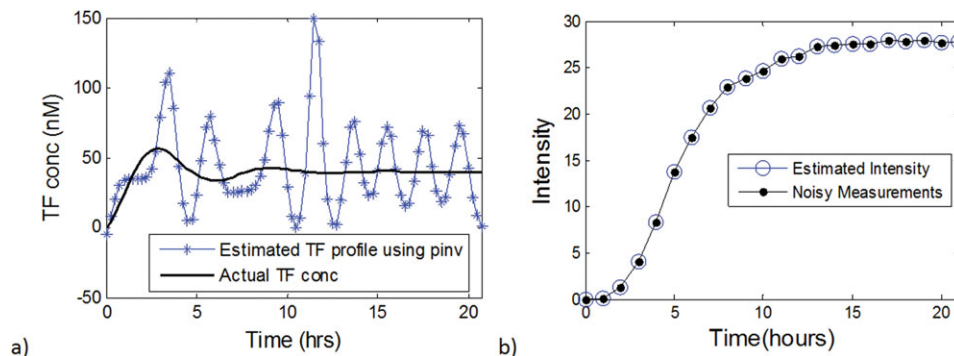 a)
TF conc (nM)
150
100
50
0
-50
0 5 10 15 20
Time (hrs)
Estimated TF profile using pinv
Actual TF conc
b)
Intensity
30
25
20
15
10
5
0
0 5 10 15 20
Time(hours)
Estimated Intensity
Noisy Measurements